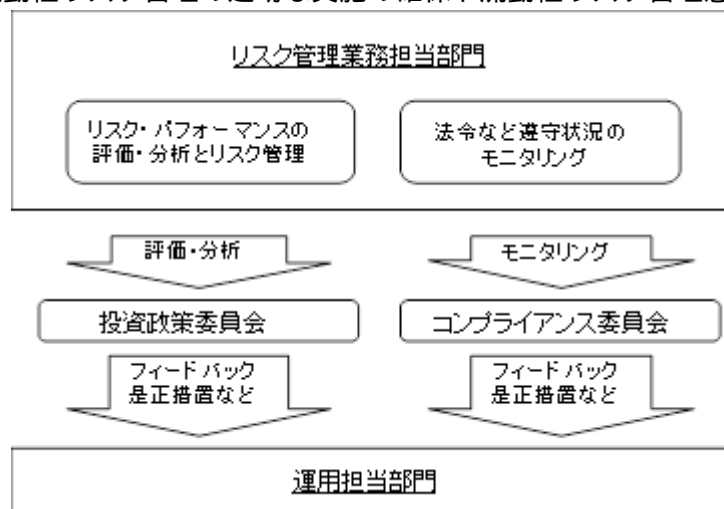 リスク管理業務担当部門
リスク・パフォーマンスの
評価・分析とリスク管理
法令など遵守状況の
モニタリング
評価・分析
モニタリング
投資政策委員会
コンプライアンス委員会
フィードバック
是正措置など
フィードバック
是正措置など
運用担当部門